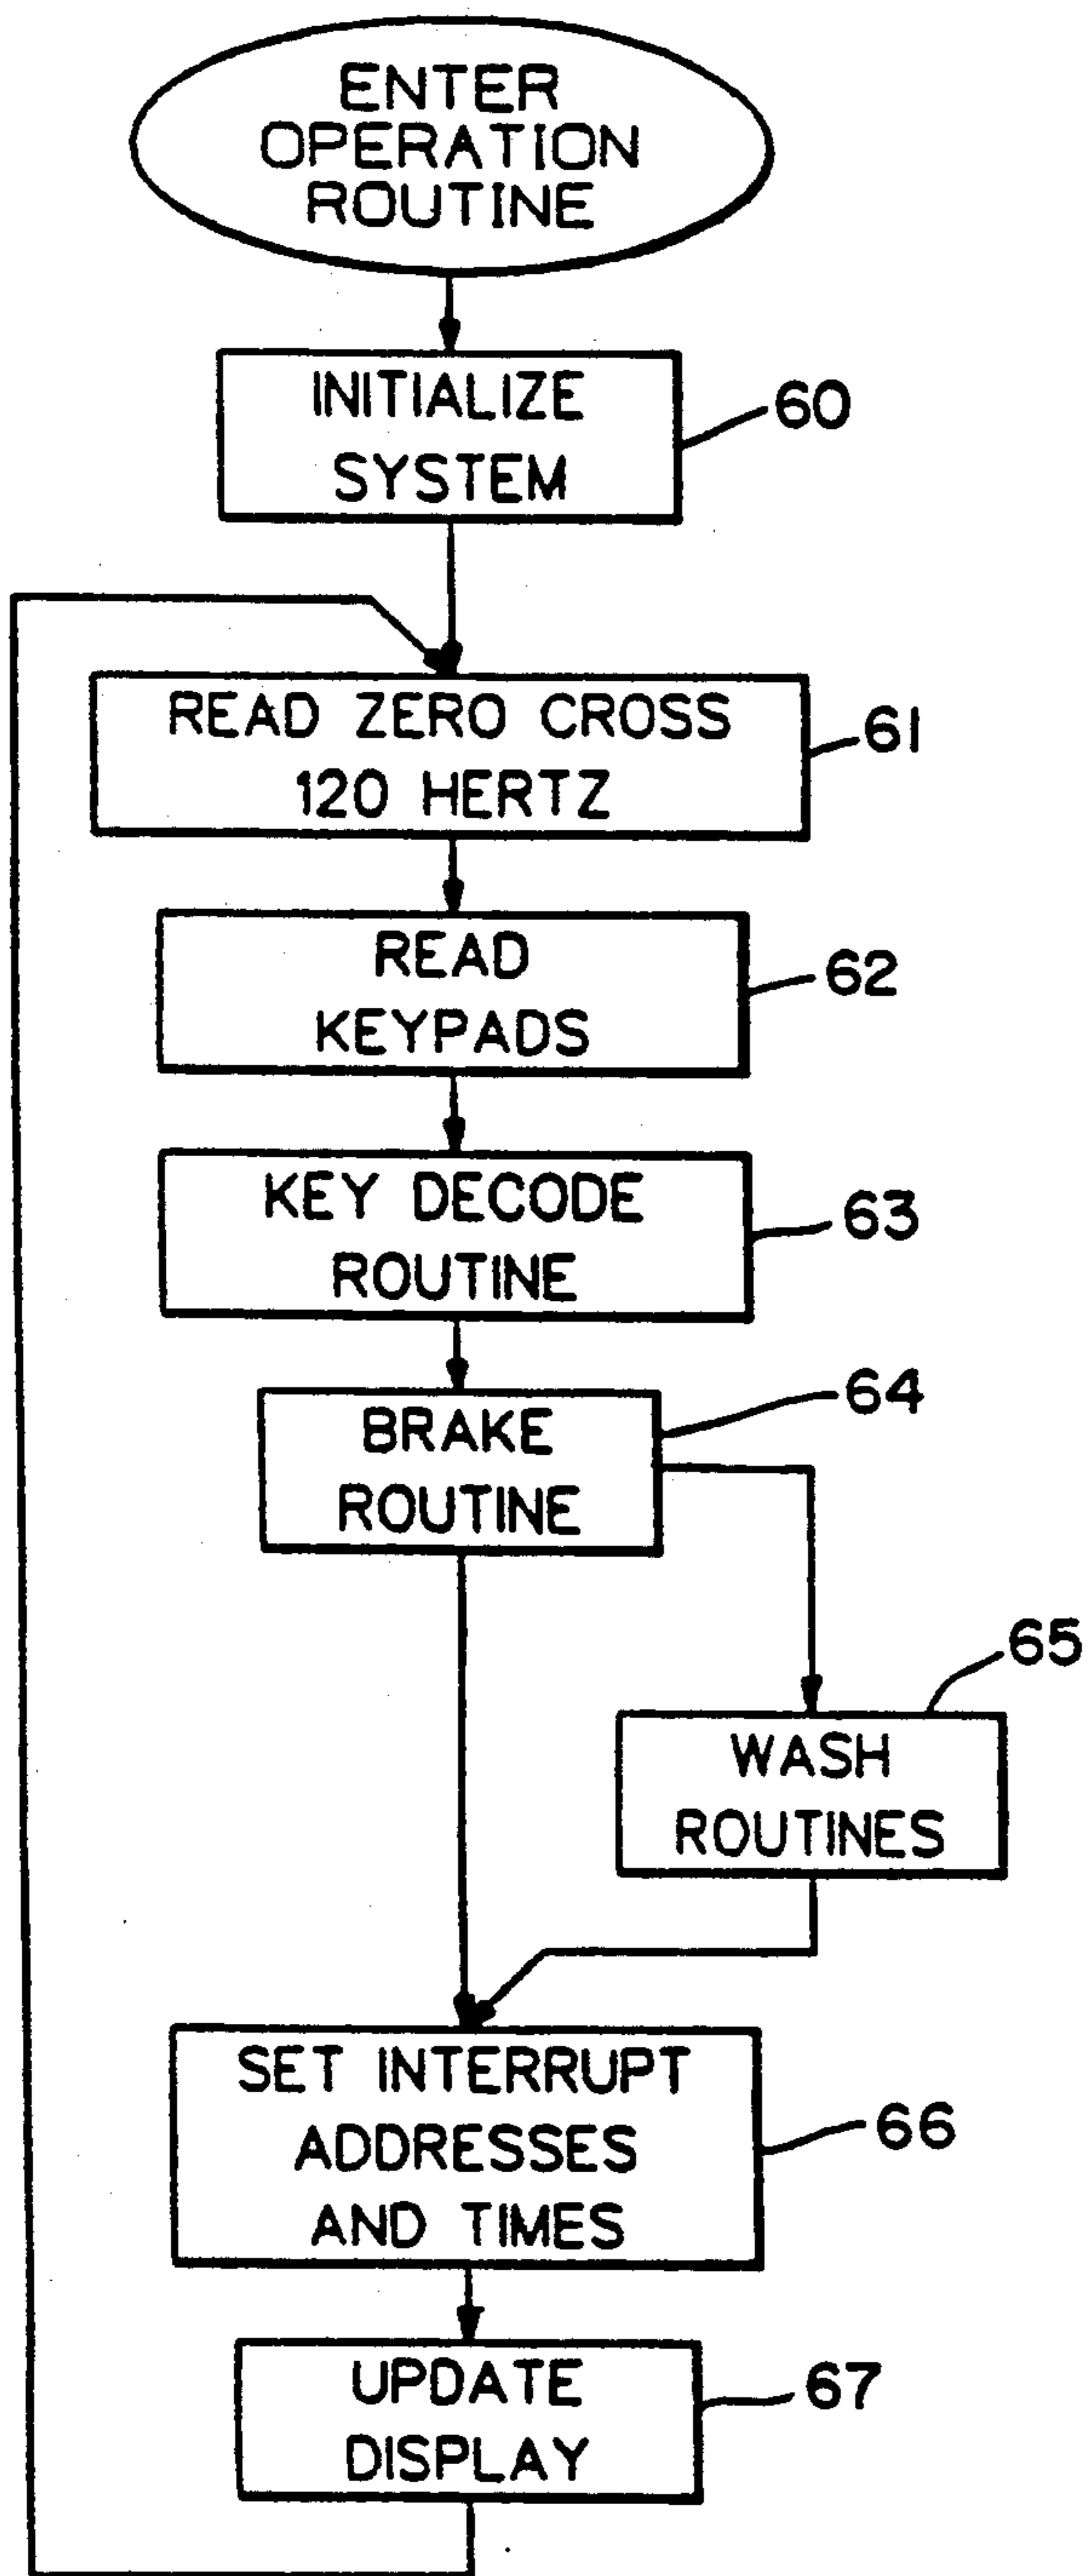 ENTER
OPERATION
ROUTINE
INITIALIZE
SYSTEM
60
READ ZERO CROSS
120 HERTZ
61
READ
KEYPADS
62
KEY DECODE
ROUTINE
63
BRAKE
ROUTINE
64
WASH
ROUTINES
65
SET INTERRUPT
ADDRESSES
AND TIMES
66
UPDATE
DISPLAY
67